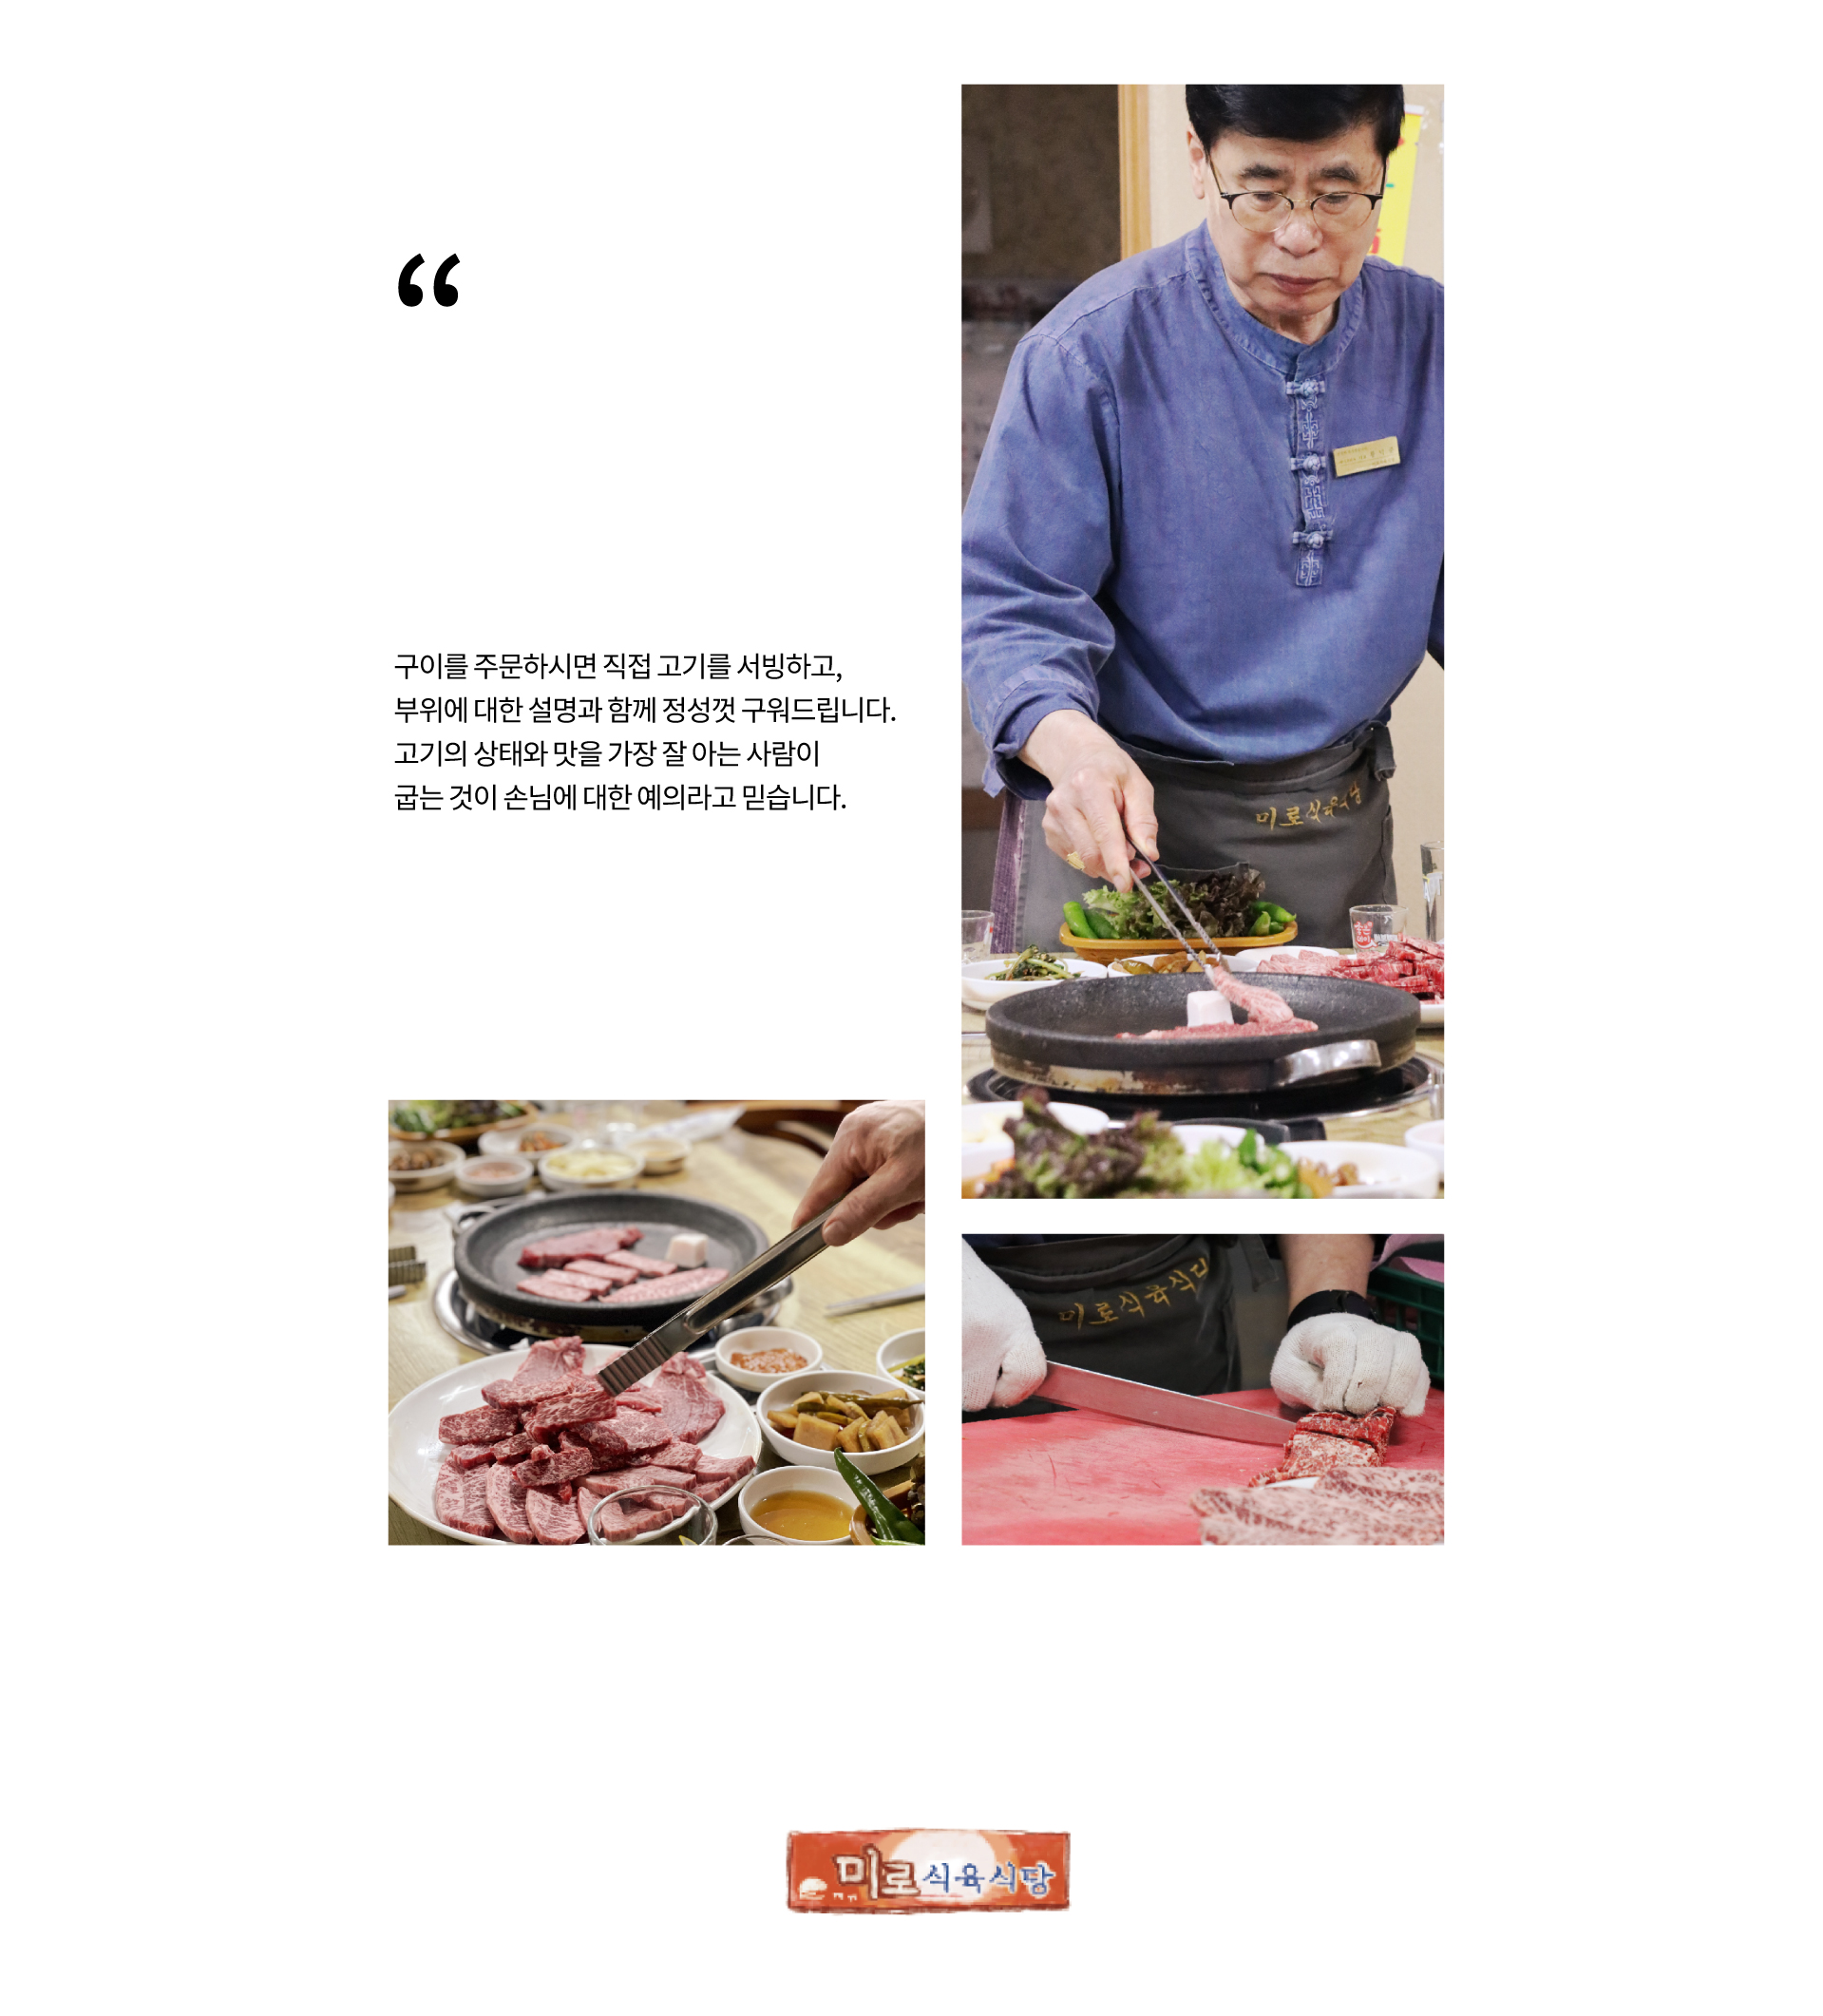 “
구이를 주문하시면 직접 고기를 서빙하고,
부위에 대한 설명과 함께 정성껏 구워드립니다.
고기의 상태와 맛을 가장 잘 아는 사람이
굽는 것이 손님에 대한 예의라고 믿습니다.
미로식육식당
미로식육식
미로식육식당